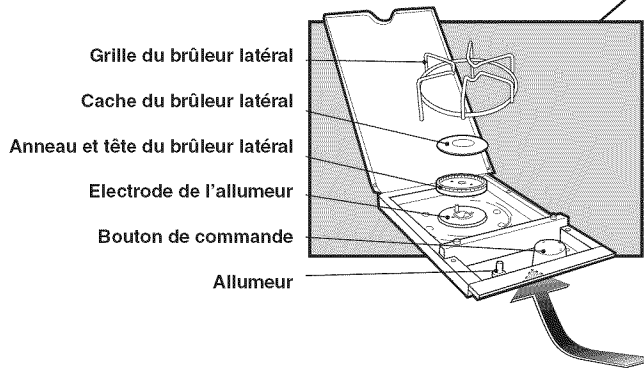 Grille du brûleur latéral
Cache du brûleur latéral
Anneau et tête du brûleur latéral
Electrode de l'allumeur
Bouton de commande
Allumeur